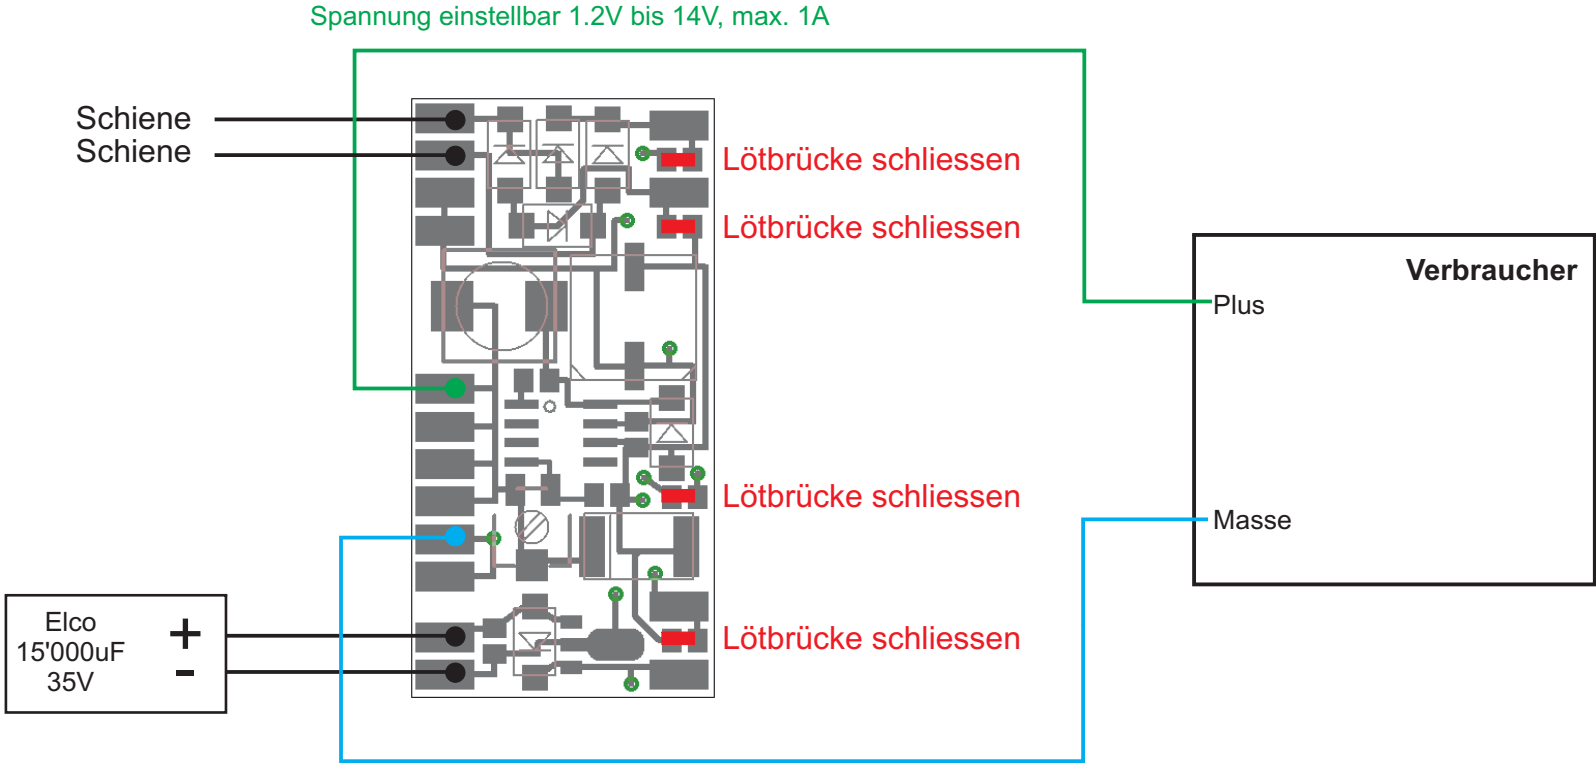 Spannung einstellbar 1.2V bis 14V, max. 1A
Schiene
Schiene
Lötbrücke schliessen
Lötbrücke schliessen
Verbraucher
Plus
Lötbrücke schliessen
Masse
Elco
15'000uF
35V
+
-
Lötbrücke schliessen